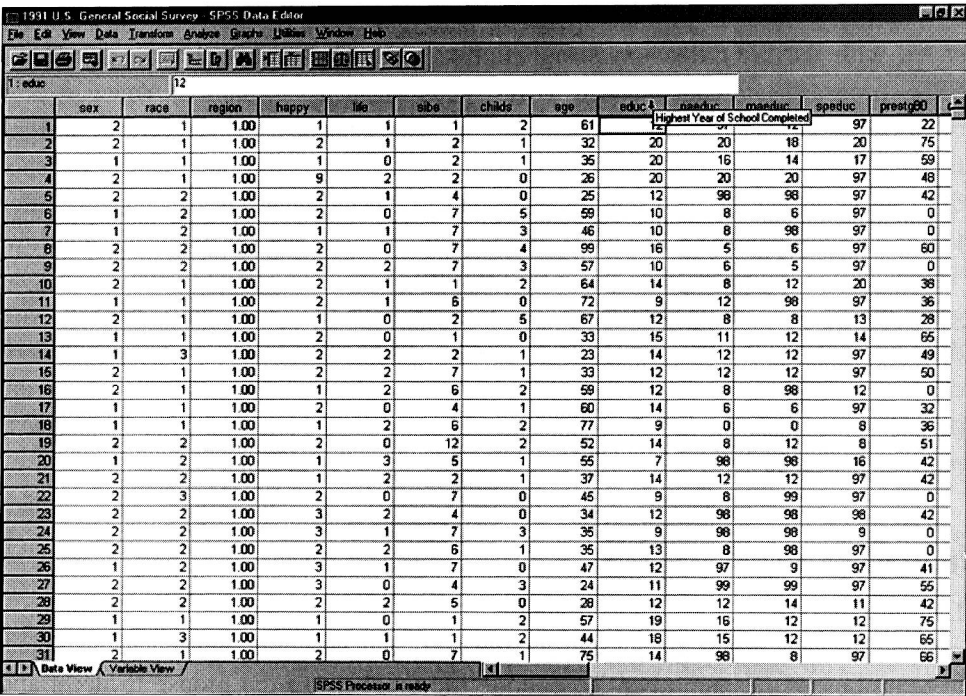 1991 U.S. General Social Survey - SPSS Data Editor
File Edit View Data Transform Analyze Graphs Utilities Window Help
1 : educ 12
sex race region happy life sibs childs age educ paeduc maeduc speduc prestg80
Highest Year of School Completed
1 2 1 1.00 1 1 1 2 61 12 97 12 97 22
2 2 1 1.00 2 1 2 1 32 20 20 18 20 75
3 1 1 1.00 1 0 2 1 35 20 16 14 17 59
4 2 1 1.00 9 2 2 0 26 20 20 20 97 48
5 2 2 1.00 2 1 4 0 25 12 98 98 97 42
6 1 2 1.00 2 0 7 5 59 10 8 6 97 0
7 1 2 1.00 1 1 7 3 46 10 8 98 97 0
8 2 2 1.00 2 0 7 4 99 16 5 6 97 60
9 2 2 1.00 2 2 7 3 57 10 6 5 97 0
10 2 1 1.00 2 1 1 2 64 14 8 12 20 38
11 1 1 1.00 2 1 6 0 72 9 12 98 97 36
12 2 1 1.00 1 0 2 5 67 12 8 8 13 28
13 1 1 1.00 2 0 1 0 33 15 11 12 14 65
14 1 3 1.00 2 2 2 1 23 14 12 12 97 49
15 2 1 1.00 2 2 7 1 33 12 12 12 97 50
16 2 1 1.00 1 2 6 2 59 12 8 98 12 0
17 1 1 1.00 2 0 4 1 60 14 6 6 97 32
18 1 1 1.00 1 2 6 2 77 9 0 0 8 36
19 2 2 1.00 2 0 12 2 52 14 8 12 8 51
20 1 2 1.00 1 3 5 1 55 7 98 98 16 42
21 2 2 1.00 1 2 2 1 37 14 12 12 97 42
22 2 3 1.00 2 0 7 0 45 9 8 99 97 0
23 2 2 1.00 3 2 4 0 34 12 98 98 98 42
24 2 2 1.00 3 1 7 3 35 9 98 98 9 0
25 2 2 1.00 2 2 6 1 35 13 8 98 97 0
26 1 2 1.00 3 1 7 0 47 12 97 9 97 41
27 2 2 1.00 3 0 4 3 24 11 99 99 97 55
28 2 2 1.00 2 2 5 0 28 12 12 14 11 42
29 1 1 1.00 1 0 1 2 57 19 16 12 12 75
30 1 3 1.00 1 1 1 2 44 18 15 12 12 65
31 2 1 1.00 2 0 7 1 75 14 98 8 97 66
Data View Variable View
SPSS Processor is ready